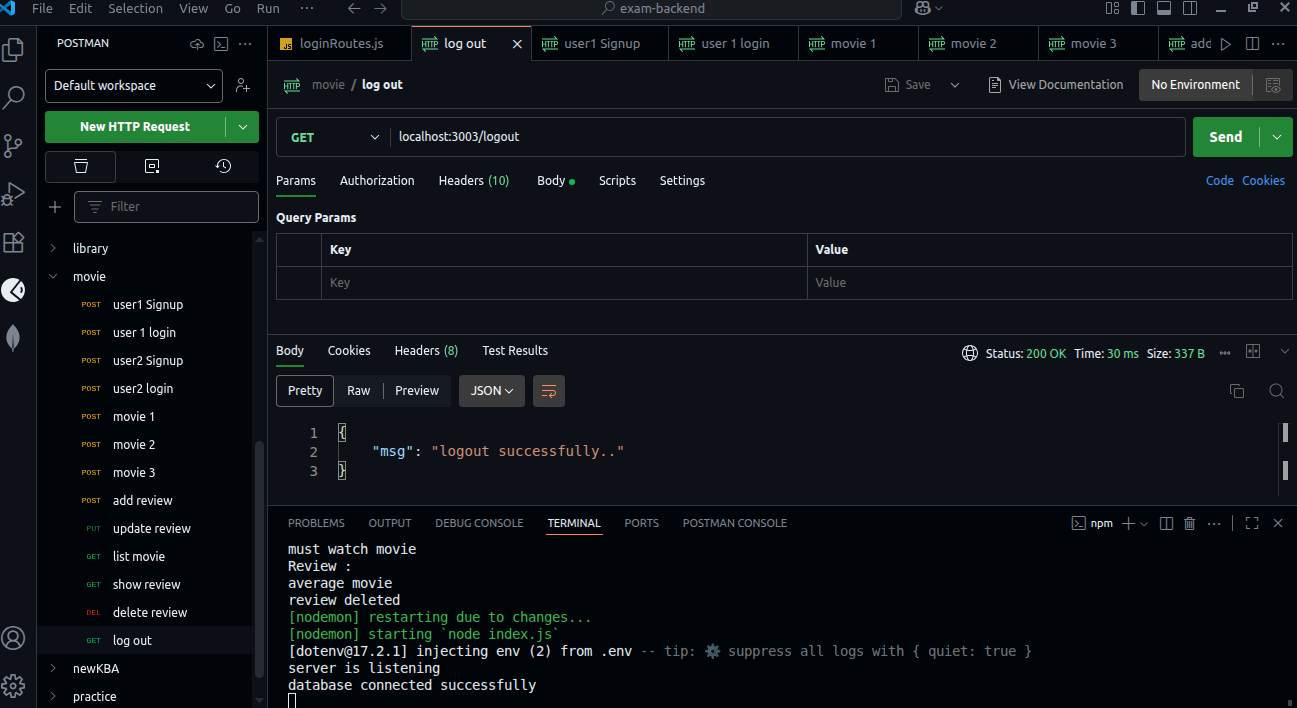 File Edit Selection View Go Run ··· exam-backend
POSTMAN
loginRoutes.js log out user1 Signup user 1 login movie 1 movie 2 movie 3 add
Default workspace
movie / log out Save View Documentation No Environment
New HTTP Request
GET localhost:3003/logout Send
Params Authorization Headers (10) Body Scripts Settings Code Cookies
Filter
Query Params
Key Value
Key Value
library
movie
POST user1 Signup
POST user 1 login
POST user2 Signup
POST user2 login
POST movie 1
POST movie 2
POST movie 3
POST add review
PUT update review
GET list movie
GET show review
DEL delete review
GET log out
newKBA
practice
Body Cookies Headers (8) Test Results Status: 200 OK Time: 30 ms Size: 337 B
Pretty Raw Preview JSON
1 {
2 "msg": "logout successfully.."
3 }
PROBLEMS OUTPUT DEBUG CONSOLE TERMINAL PORTS POSTMAN CONSOLE npm
must watch movie
Review :
average movie
review deleted
[nodemon] restarting due to changes...
[nodemon] starting `node index.js`
[dotenv@17.2.1] injecting env (2) from .env -- tip: ⚙️ suppress all logs with { quiet: true }
server is listening
database connected successfully